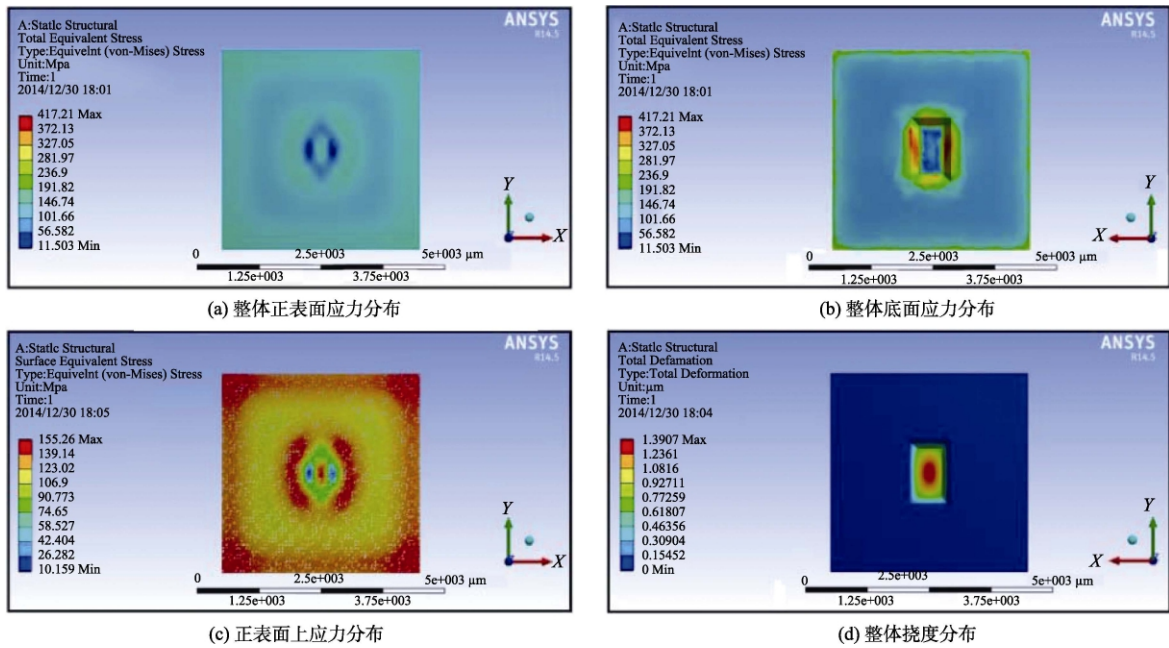 A:Static Structural
Total Equivalent Stress
Type:Equivelnt (von-Mises) Stress
Unit:Mpa
Time:1
2014/12/30 18:01
417.21 Max
372.13
327.05
281.97
236.9
191.82
146.74
101.66
56.582
11.503 Min
ANSYS
R14.5
Y
X
0
2.5e+003
5e+003 μm
1.25e+003
3.75e+003
(a) 整体正表面应力分布
A:Static Structural
Total Equivalent Stress
Type:Equivelnt (von-Mises) Stress
Unit:Mpa
Time:1
2014/12/30 18:01
417.21 Max
372.13
327.05
281.97
236.9
191.82
146.74
101.66
56.582
11.503 Min
ANSYS
R14.5
Y
X
0
2.5e+003
5e+003 μm
1.25e+003
3.75e+003
(b) 整体底面应力分布
A:Static Structural
Surface Equivalent Stress
Type:Equivelnt (von-Mises) Stress
Unit:Mpa
Time:1
2014/12/30 18:05
155.26 Max
139.14
123.02
106.9
90.773
74.65
58.527
42.404
26.282
10.159 Min
ANSYS
R14.5
Y
X
0
2.5e+003
5e+003 μm
1.25e+003
3.75e+003
(c) 正表面上应力分布
A:Static Structural
Total Defamation
Type:Total Deformation
Unit:μm
Time:1
2014/12/30 18:04
1.3907 Max
1.2361
1.0816
0.92711
0.77259
0.61807
0.46356
0.30904
0.15452
0 Min
ANSYS
R14.5
Y
X
0
2.5e+003
5e+003 μm
1.25e+003
3.75e+003
(d) 整体挠度分布